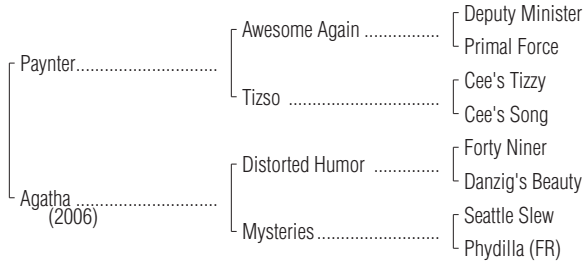 Deputy Minister
Awesome Again ................
Primal Force
Paynter..............................
Cee's Tizzy
Tizso ................................
Cee's Song
Forty Niner
Distorted Humor ..............
Danzig's Beauty
Agatha ..............................
(2006)
Seattle Slew
Mysteries..........................
Phydilla (FR)